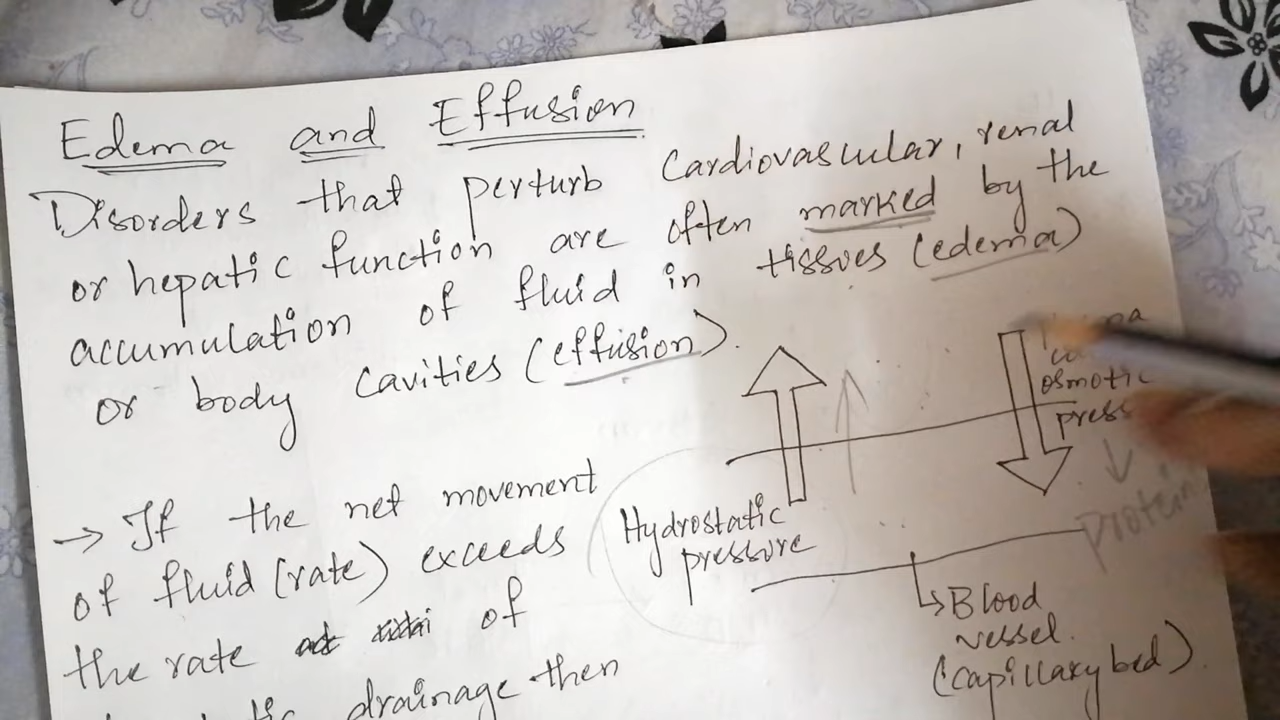 Edema and Effusion
Disorders that perturb cardiovascular, renal
or hepatic function are often marked by the
accumulation of fluid in tissues (edema)
or body cavities (effusion).
→ If the net movement
of fluid (rate) exceeds
the rate of
drainage then
Hydrostatic
pressure
osmotic
Protein
↳Blood
vessel.
(capillary bed).